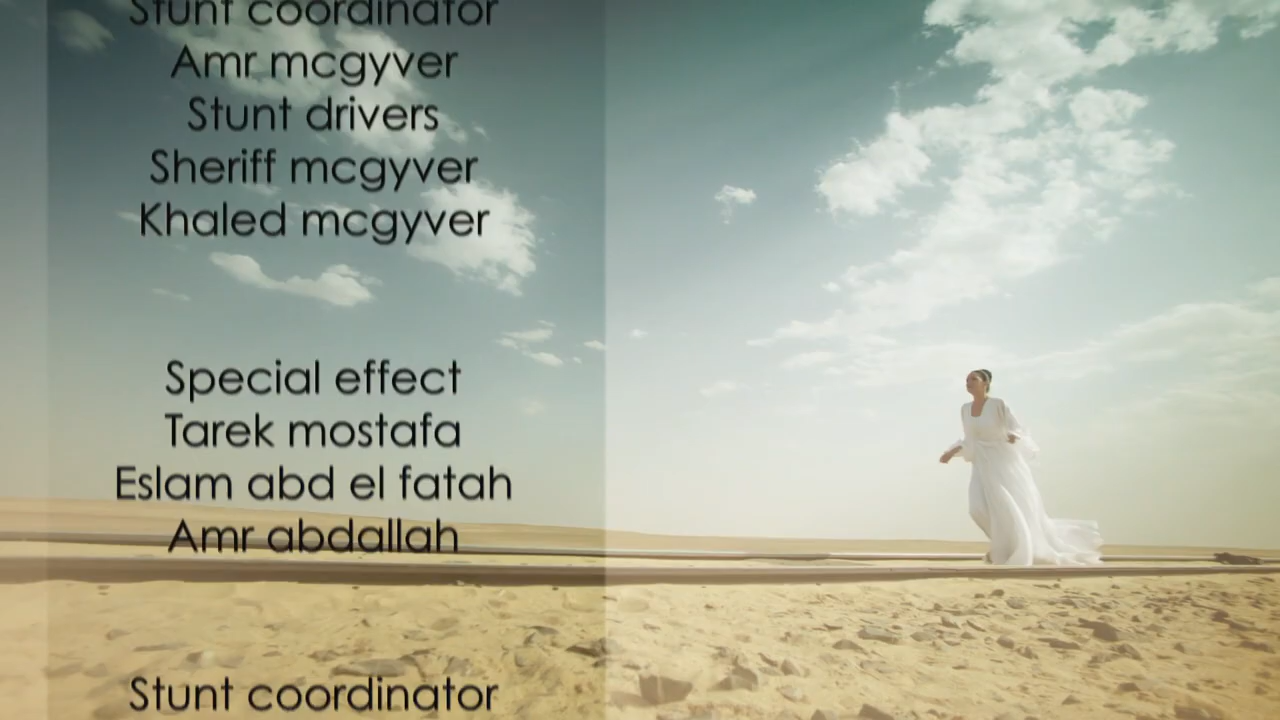 Stunt coordinator
Amr mcgyver
Stunt drivers
Sheriff mcgyver
Khaled mcgyver
Special effect
Tarek mostafa
Eslam abd el fatah
Amr abdallah
Stunt coordinator